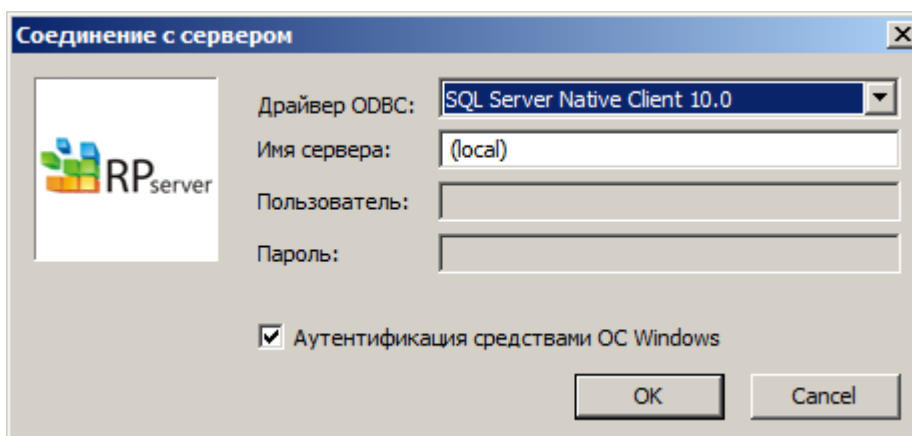 Соединение с сервером
RPserver
Драйвер ODBC: SQL Server Native Client 10.0
Имя сервера: (local)
Пользователь:
Пароль:
Аутентификация средствами ОС Windows
OK Cancel